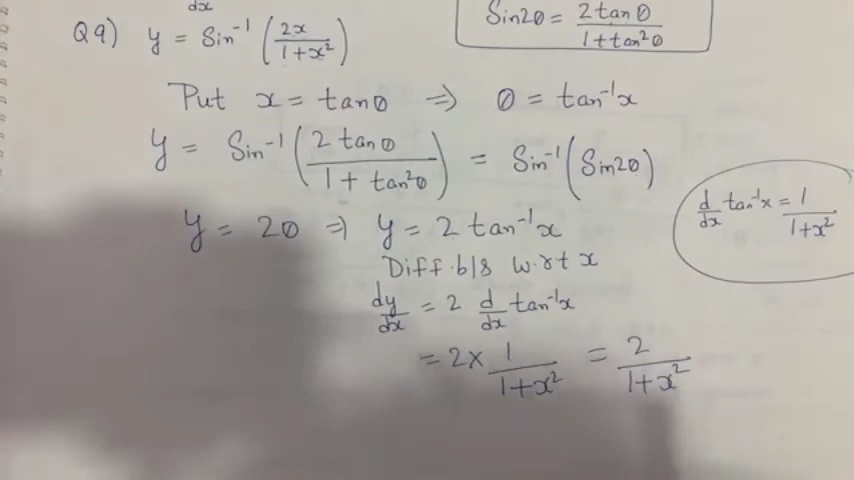 dx
Sin2θ = 2tanθ / 1+tan²θ
Q9) y = Sin⁻¹(2x / 1+x²)
Put x = tanθ ⇒ θ = tan⁻¹x
y = Sin⁻¹(2 tanθ / 1 + tan²θ) = Sin⁻¹(Sin2θ)
d/dx tan⁻¹x = 1 / 1+x²
y = 2θ ⇒ y = 2 tan⁻¹x
Diff. b/s w.r.t x
dy/dx = 2 d/dx tan⁻¹x
= 2 × 1 / 1+x² = 2 / 1+x²